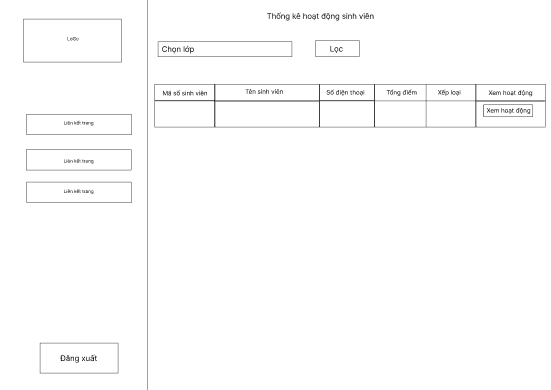 LoGo
Liên kết trang
Liên kết trang
Liên kết trang
Đăng xuất
Thống kê hoạt động sinh viên
Chọn lớp
Lọc
Mã số sinh viên
Tên sinh viên
Số điện thoại
Tổng điểm
Xếp loại
Xem hoạt động
Xem hoạt động